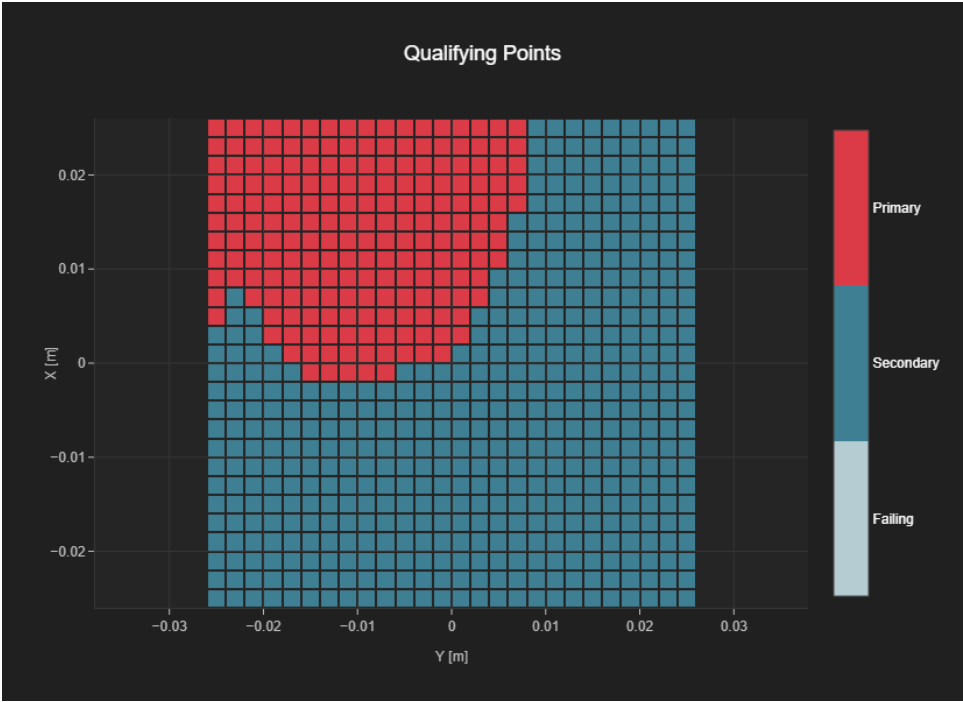 Qualifying Points
0.02
0.01
0
−0.01
−0.02
X [m]
−0.03
−0.02
−0.01
0
0.01
0.02
0.03
Y [m]
Primary
Secondary
Failing